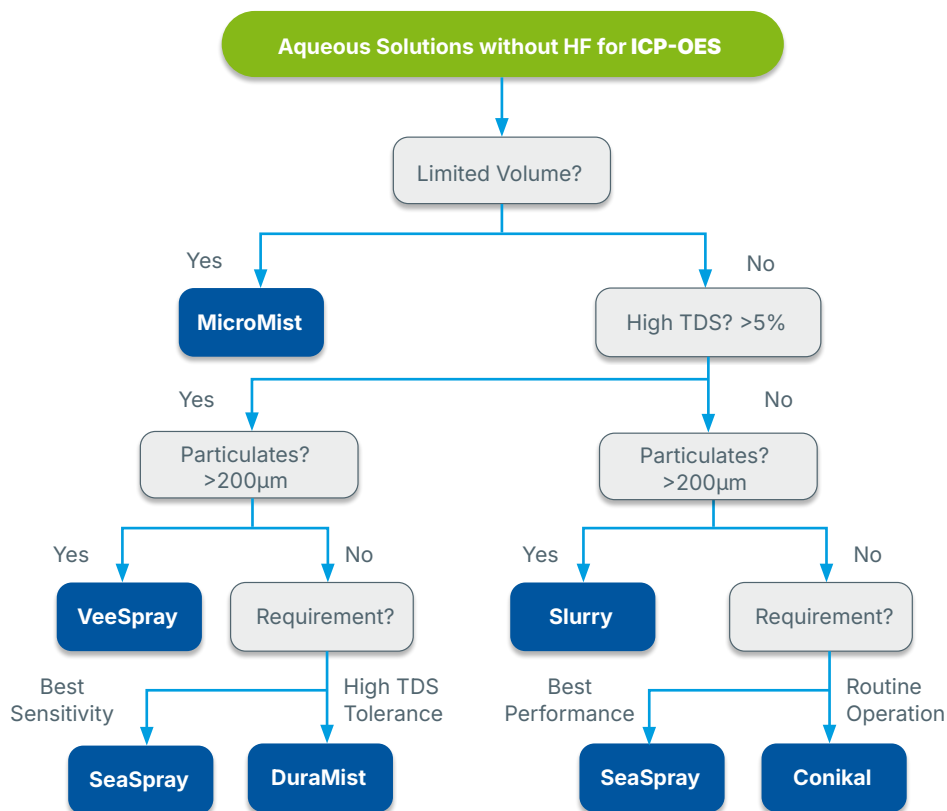 Aqueous Solutions without HF for ICP-OES
Limited Volume?
Yes
No
MicroMist
High TDS? >5%
Yes
No
Particulates?
>200µm
Particulates?
>200µm
Yes
No
Yes
No
VeeSpray
Requirement?
Slurry
Requirement?
Best
Sensitivity
High TDS
Tolerance
Best
Performance
Routine
Operation
SeaSpray
DuraMist
SeaSpray
Conikal